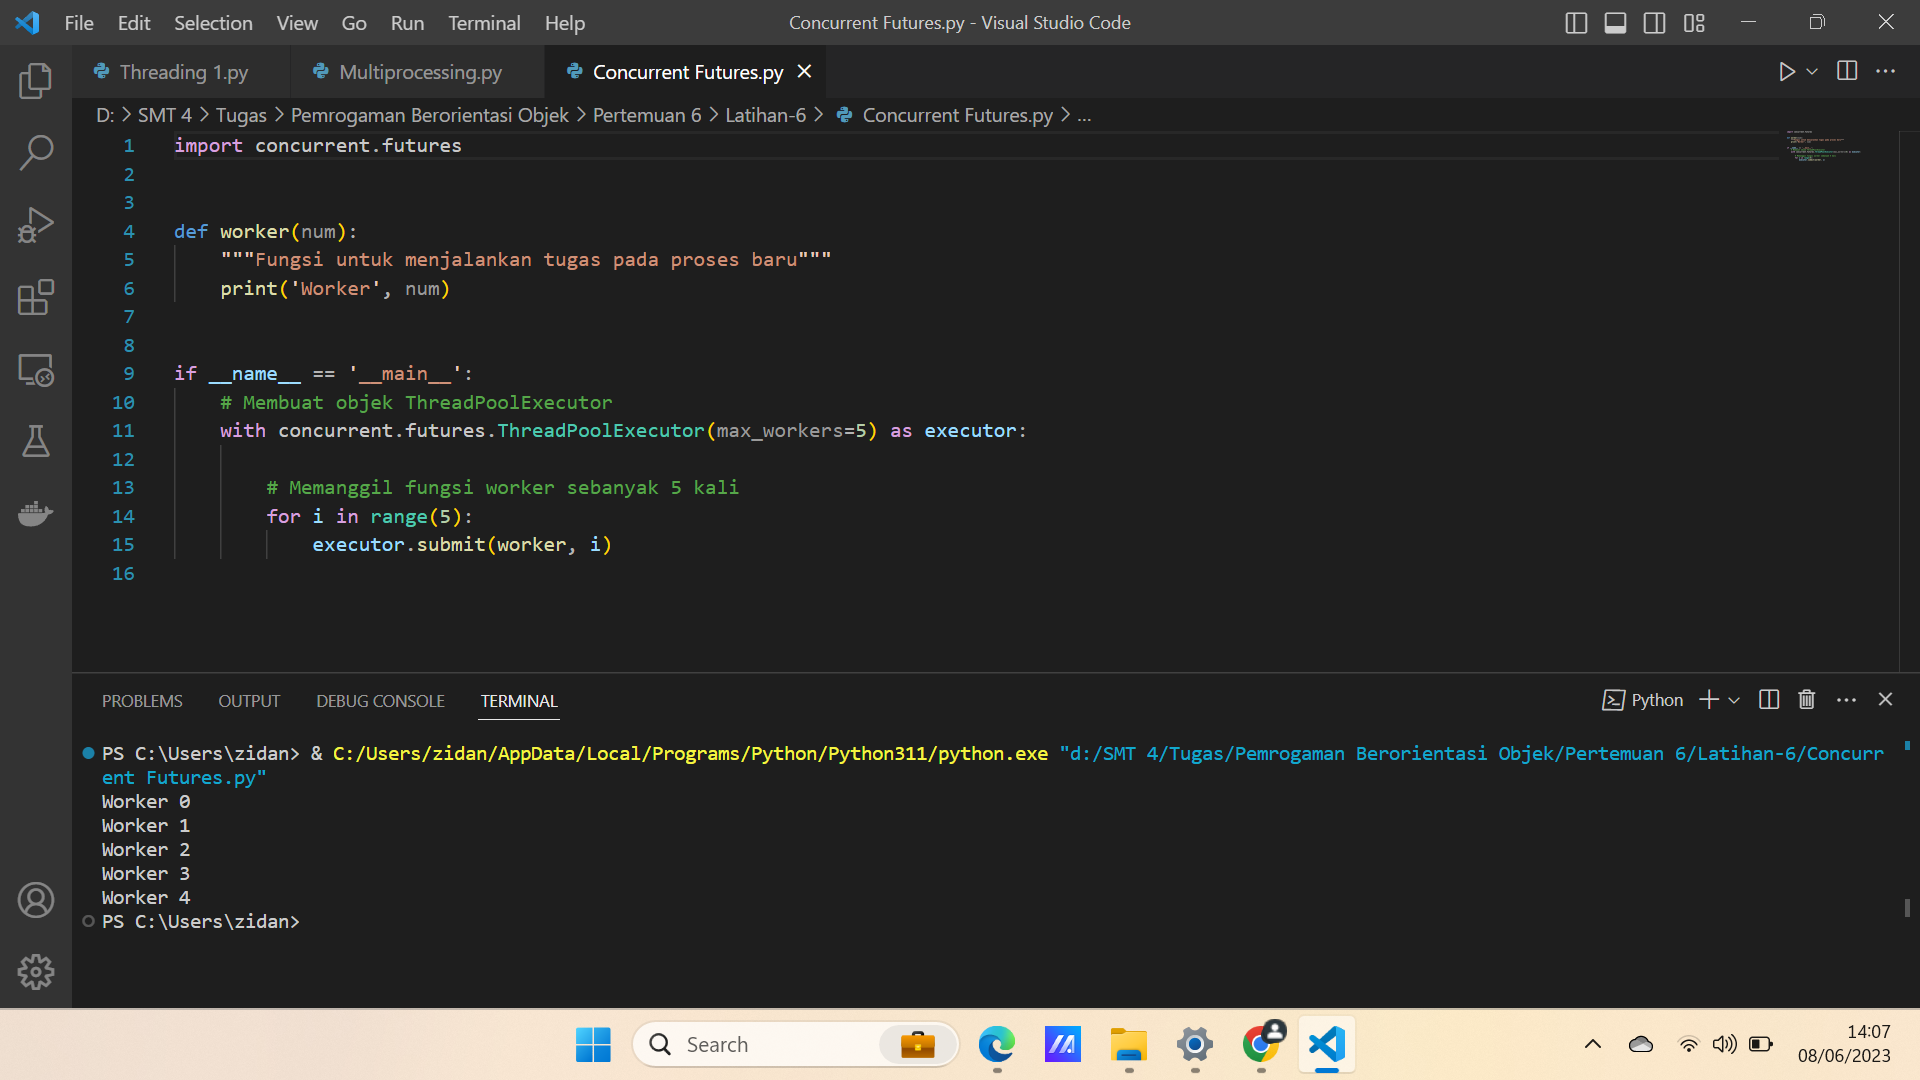 File Edit Selection View Go Run Terminal Help
Concurrent Futures.py - Visual Studio Code
Threading 1.py
Multiprocessing.py
Concurrent Futures.py
D: > SMT 4 > Tugas > Pemrogaman Berorientasi Objek > Pertemuan 6 > Latihan-6 > Concurrent Futures.py > ...
1 import concurrent.futures
2
3
4 def worker(num):
5     """Fungsi untuk menjalankan tugas pada proses baru"""
6     print('Worker', num)
7
8
9 if __name__ == '__main__':
10     # Membuat objek ThreadPoolExecutor
11     with concurrent.futures.ThreadPoolExecutor(max_workers=5) as executor:
12
13         # Memanggil fungsi worker sebanyak 5 kali
14         for i in range(5):
15             executor.submit(worker, i)
16
PROBLEMS OUTPUT DEBUG CONSOLE TERMINAL
Python
PS C:\Users\zidan> & C:/Users/zidan/AppData/Local/Programs/Python/Python311/python.exe "d:/SMT 4/Tugas/Pemrogaman Berorientasi Objek/Pertemuan 6/Latihan-6/Concurr
ent Futures.py"
Worker 0
Worker 1
Worker 2
Worker 3
Worker 4
PS C:\Users\zidan>
Search
14:07
08/06/2023